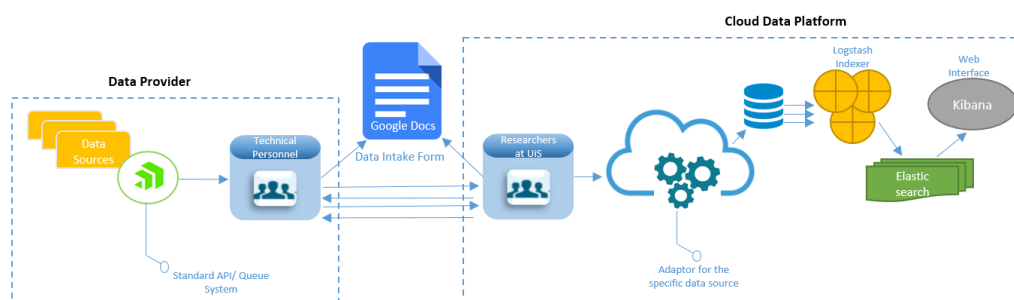 Cloud Data Platform
Data Provider
Logstash
Indexer
Web
Interface
Kibana
Google Docs
Data
Sources
Technical
Personnel
Data Intake Form
Researchers
at UiS
Elastic
search
Standard API/ Queue
System
Adaptor for the
specific data source